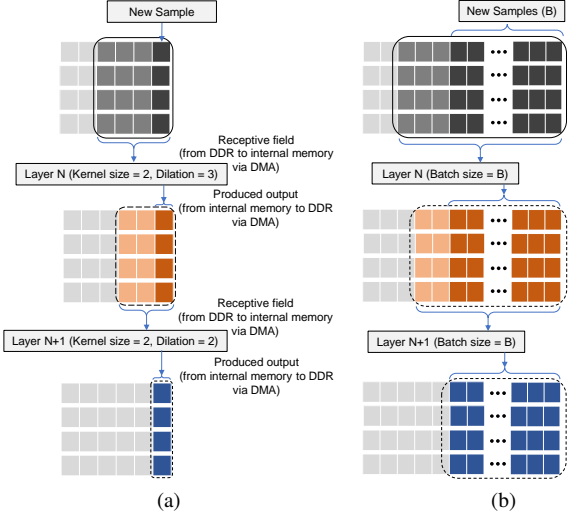 New Sample
Receptive field
(from DDR to internal memory
via DMA)
Layer N (Kernel size = 2, Dilation = 3)
Produced output
(from internal memory to DDR
via DMA)
Receptive field
(from DDR to internal memory
via DMA)
Layer N+1 (Kernel size = 2, Dilation = 2)
Produced output
(from internal memory to DDR
via DMA)
(a)
New Samples (B)
Layer N (Batch size = B)
Layer N+1 (Batch size = B)
(b)